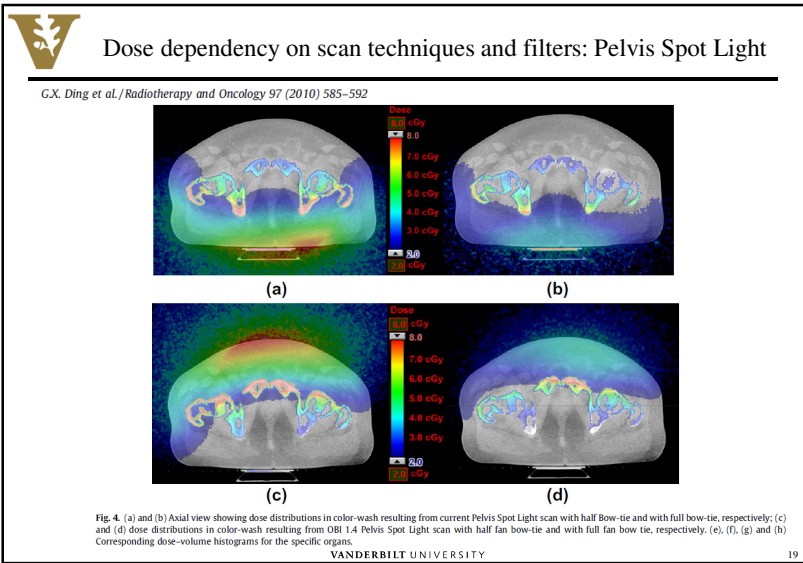 Dose dependency on scan techniques and filters: Pelvis Spot Light
G.X. Ding et al. / Radiotherapy and Oncology 97 (2010) 585–592
Dose
8.0 cGy
8.0
7.0 cGy
6.0 cGy
5.0 cGy
4.0 cGy
3.0 cGy
2.0
2.0 cGy
(a)
(b)
Dose
8.0 cGy
8.0
7.0 cGy
6.0 cGy
5.0 cGy
4.0 cGy
3.0 cGy
2.0
2.0 cGy
(c)
(d)
Fig. 4. (a) and (b) Axial view showing dose distributions in color-wash resulting from current Pelvis Spot Light scan with half Bow-tie and with full bow-tie, respectively; (c)
and (d) dose distributions in color-wash resulting from OBI 1.4 Pelvis Spot Light scan with half fan bow-tie and with full fan bow tie, respectively. (e), (f), (g) and (h)
Corresponding dose–volume histograms for the specific organs.
VANDERBILT UNIVERSITY
19